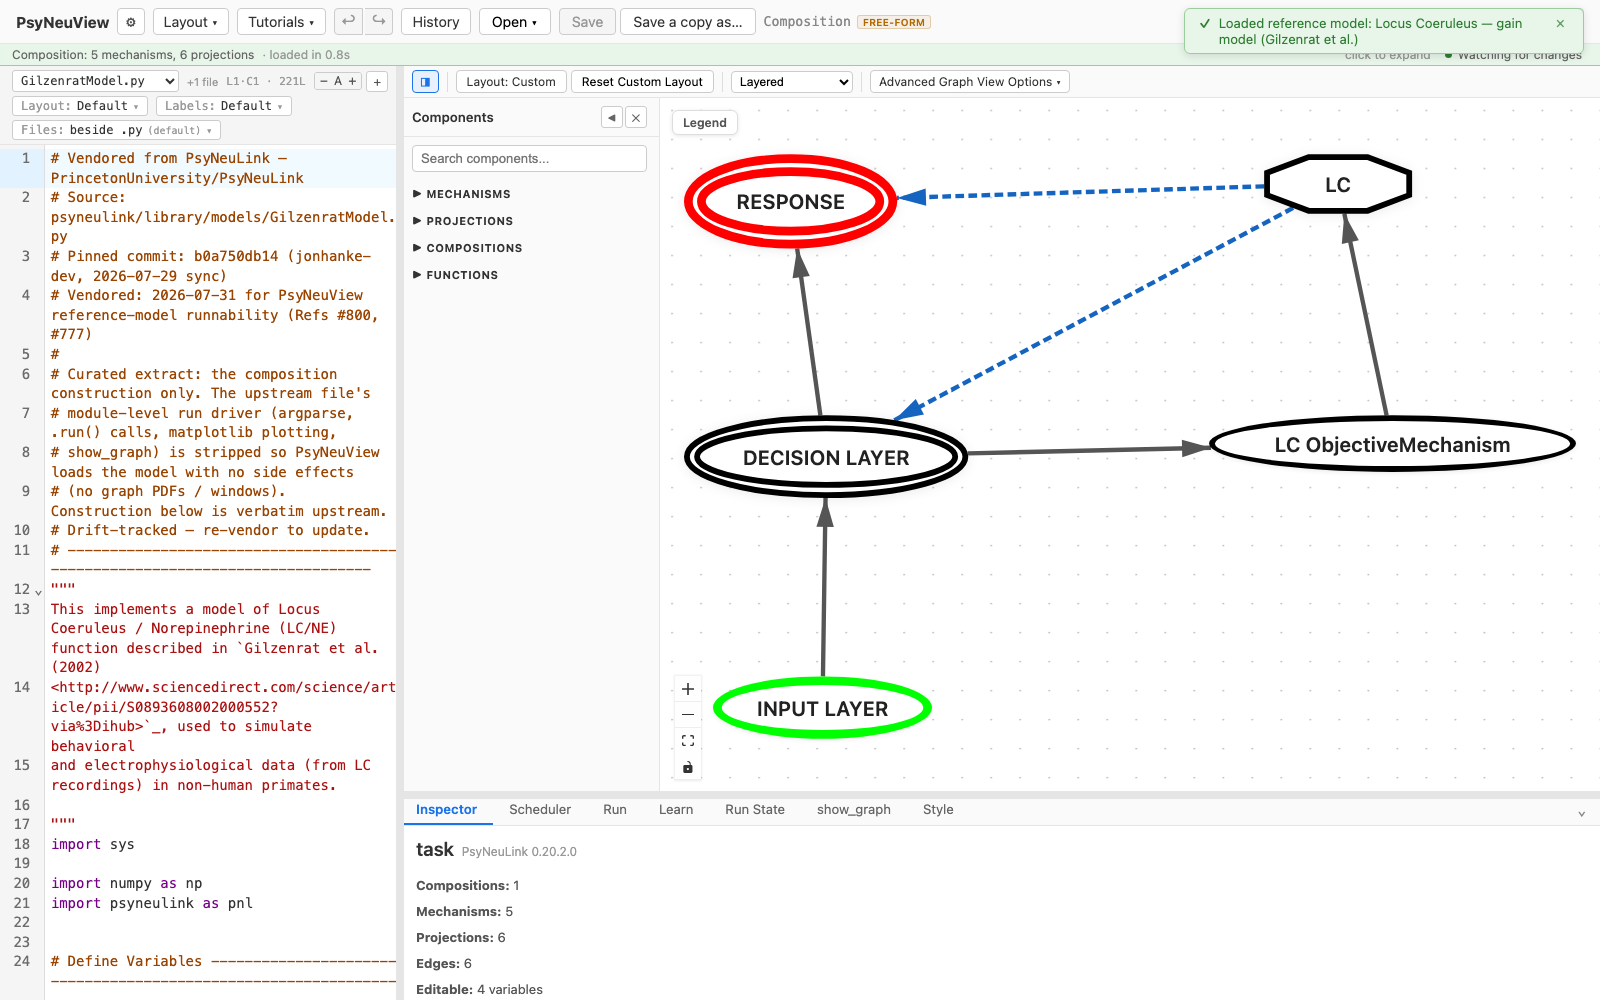 PsyNeuView ⚙ Layout ▾ Tutorials ▾ ↩ ↪ History Open ▾ Save Save a copy as... Composition FREE-FORM
✓ Loaded reference model: Locus Coeruleus — gain model (Gilzenrat et al.) ×
Composition: 5 mechanisms, 6 projections · loaded in 0.8s
click to expand ● Watching for changes
GilzenratModel.py +1 file L1·C1 · 221L − A + +
Layout: Default ▾ Labels: Default ▾
Files: beside .py (default) ▾
1 # Vendored from PsyNeuLink —
PrincetonUniversity/PsyNeuLink
2 # Source:
psyneulink/library/models/GilzenratModel.
py
3 # Pinned commit: b0a750db14 (jonhanke-
dev, 2026-07-29 sync)
4 # Vendored: 2026-07-31 for PsyNeuView
reference-model runnability (Refs #800,
#777)
5 #
6 # Curated extract: the composition
construction only. The upstream file's
7 # module-level run driver (argparse,
.run() calls, matplotlib plotting,
8 # show_graph) is stripped so PsyNeuView
loads the model with no side effects
9 # (no graph PDFs / windows).
Construction below is verbatim upstream.
10 # Drift-tracked — re-vendor to update.
11 # ---------------------------------------
--------------------------------------
12 """
13 This implements a model of Locus
Coeruleus / Norepinephrine (LC/NE)
function described in `Gilzenrat et al.
(2002)
14 <http://www.sciencedirect.com/science/art
icle/pii/S0893608002000552?
via%3Dihub>`_, used to simulate
behavioral
15 and electrophysiological data (from LC
recordings) in non-human primates.
16
17 """
18 import sys
19
20 import numpy as np
21 import psyneulink as pnl
22
23
24 # Define Variables ----------------------
-----------------------------------------
Layout: Custom Reset Custom Layout Layered Advanced Graph View Options ▾
Components ◀ ×
Search components...
▶ MECHANISMS
▶ PROJECTIONS
▶ COMPOSITIONS
▶ FUNCTIONS
Legend
RESPONSE
LC
DECISION LAYER
LC ObjectiveMechanism
INPUT LAYER
Inspector Scheduler Run Learn Run State show_graph Style
task PsyNeuLink 0.20.2.0
Compositions: 1
Mechanisms: 5
Projections: 6
Edges: 6
Editable: 4 variables